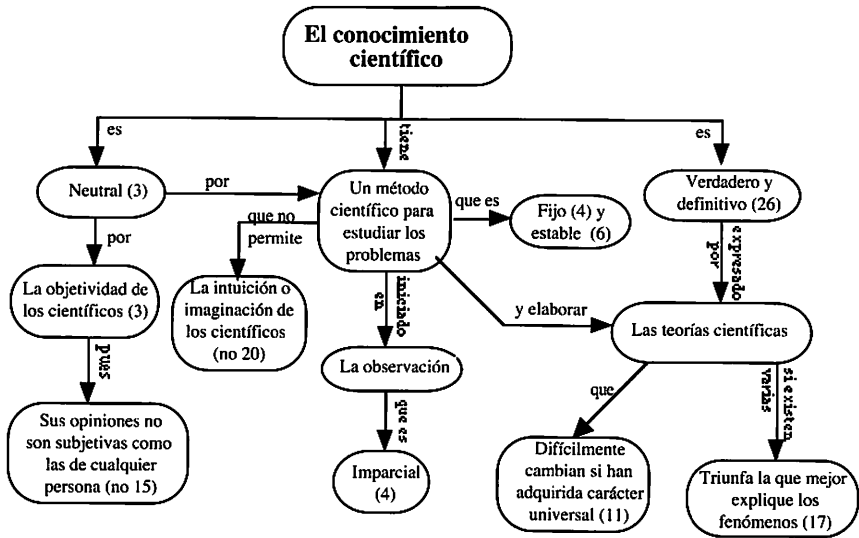 El conocimiento
científico
es
tiene
es
Neutral (3)
por
Un método
científico para
estudiar los
problemas
que es
Fijo (4) y
estable (6)
Verdadero y
definitivo (26)
por
que no
permite
expresado
por
La objetividad de
los científicos (3)
La intuición o
imaginación de
los científicos
(no 20)
iniciado
en
y elaborar
Las teorías científicas
pues
La observación
que
si existen
varias
Sus opiniones no
son subjetivas como
las de cualquier
persona (no 15)
que es
Imparcial
(4)
Difícilmente
cambian si han
adquirida carácter
universal (11)
Triunfa la que mejor
explique los
fenómenos (17)